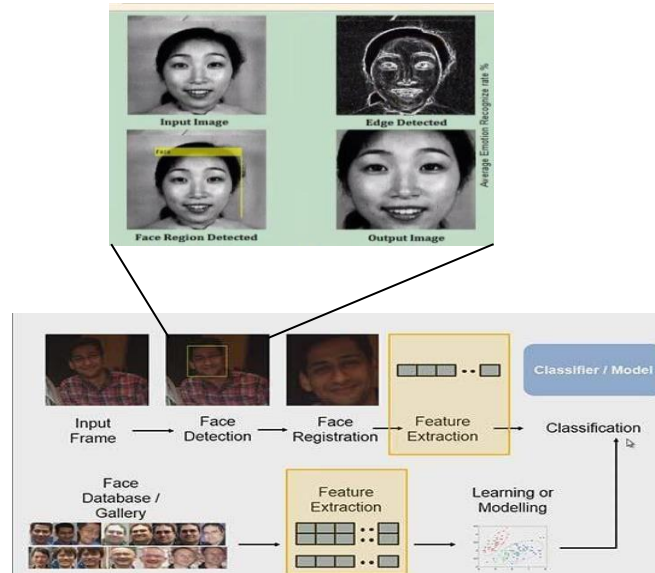 Input Image
Edge Detected
Average Emotion Recognize rate %
Face
Face Region Detected
Output Image
Classifier / Model
Input
Frame
Face
Detection
Face
Registration
Feature
Extraction
Classification
Face
Database /
Gallery
Feature
Extraction
Learning or
Modelling